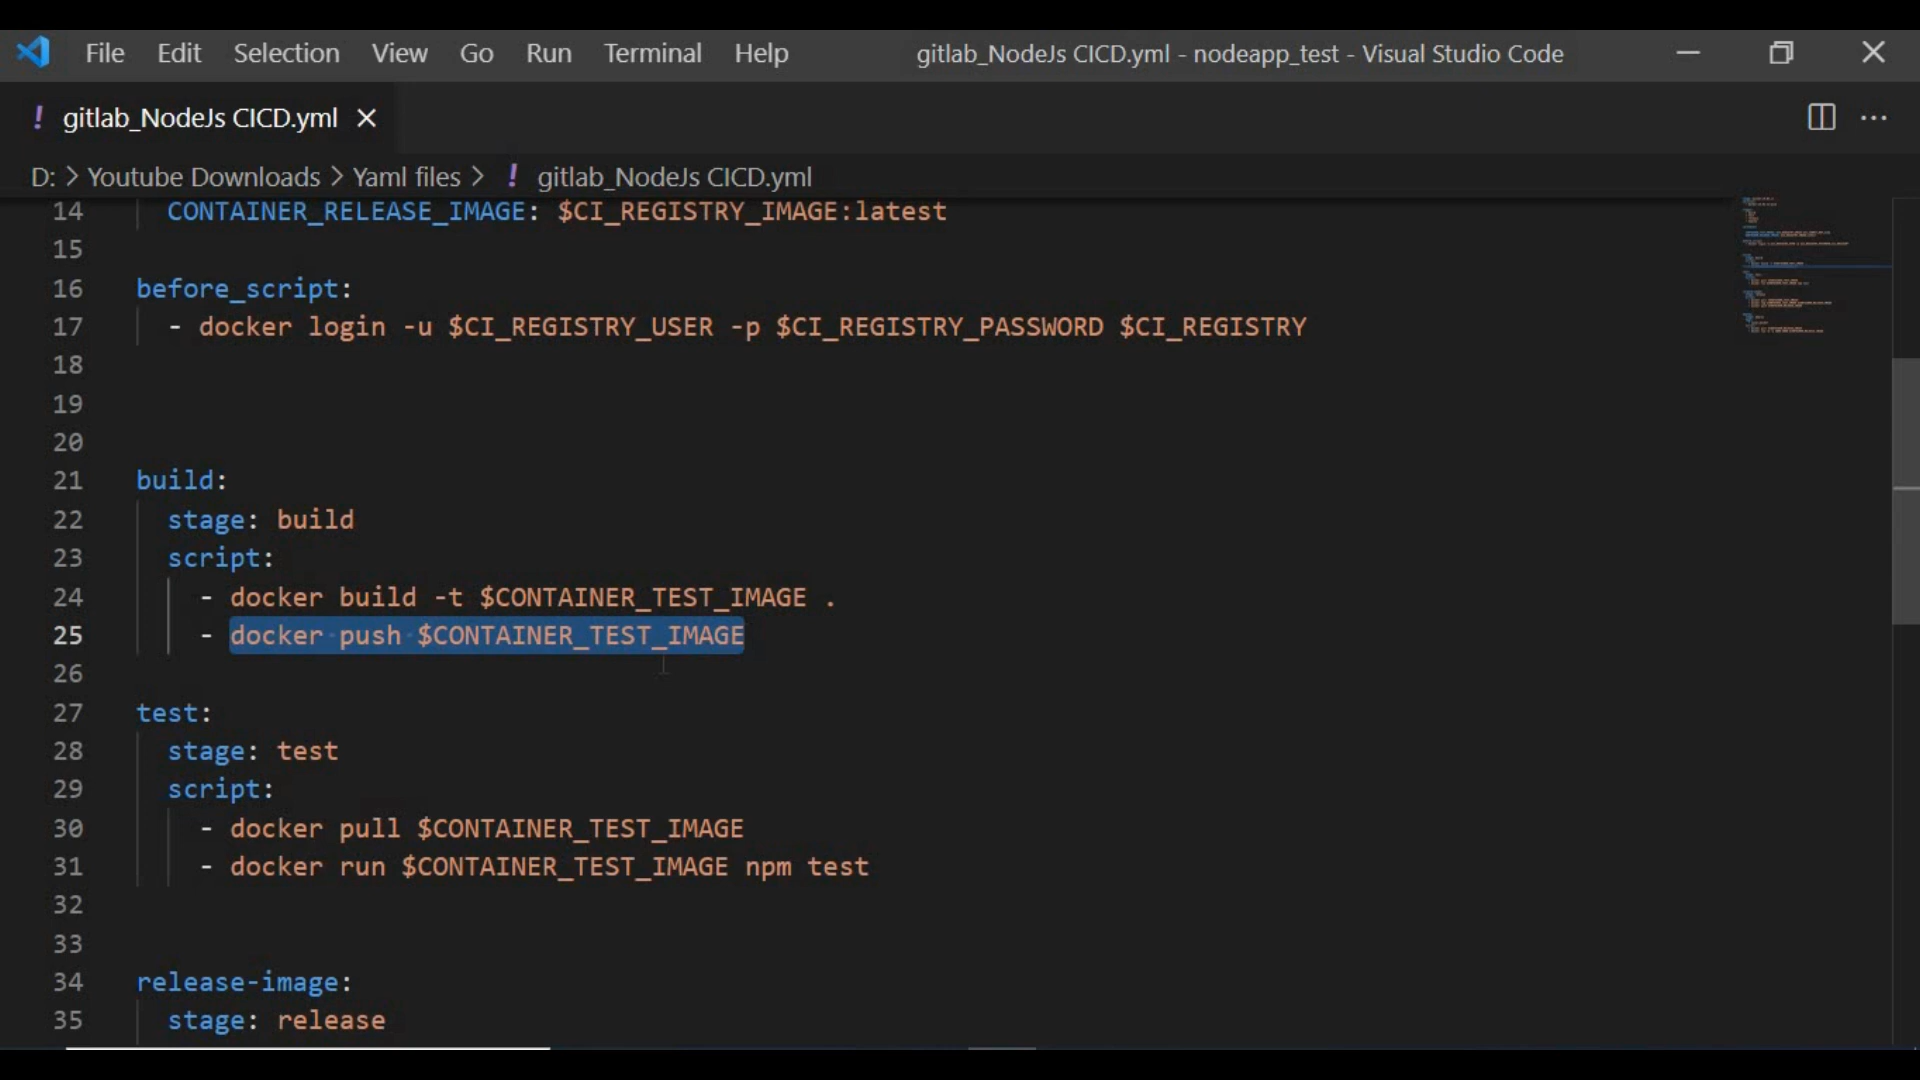 File Edit Selection View Go Run Terminal Help gitlab_NodeJs CICD.yml - nodeapp_test - Visual Studio Code
! gitlab_NodeJs CICD.yml
D: > Youtube Downloads > Yaml files > ! gitlab_NodeJs CICD.yml
14 CONTAINER_RELEASE_IMAGE: $CI_REGISTRY_IMAGE:latest
15
16 before_script:
17 - docker login -u $CI_REGISTRY_USER -p $CI_REGISTRY_PASSWORD $CI_REGISTRY
18
19
20
21 build:
22 stage: build
23 script:
24 - docker build -t $CONTAINER_TEST_IMAGE .
25 - docker push $CONTAINER_TEST_IMAGE
26
27 test:
28 stage: test
29 script:
30 - docker pull $CONTAINER_TEST_IMAGE
31 - docker run $CONTAINER_TEST_IMAGE npm test
32
33
34 release-image:
35 stage: release